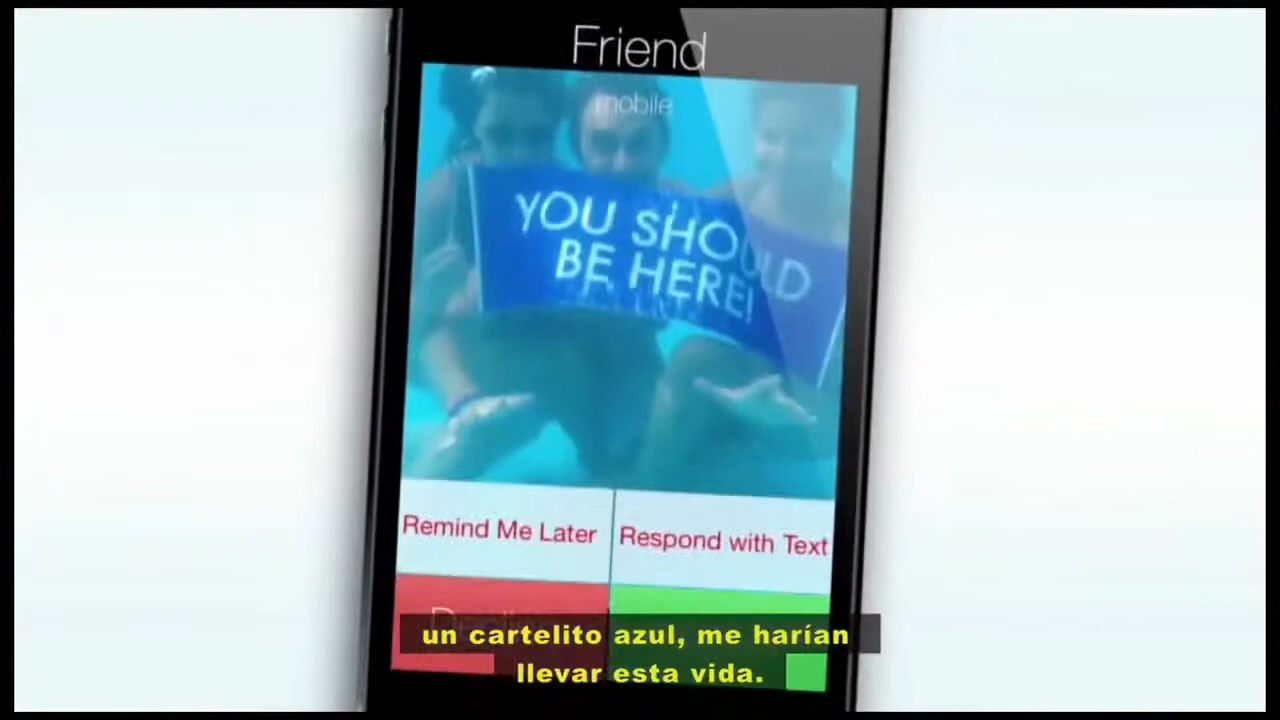 Friend
mobile
YOU SHOULD
BE HERE!
Remind Me Later
Respond with Text
un cartelito azul, me harían
llevar esta vida.